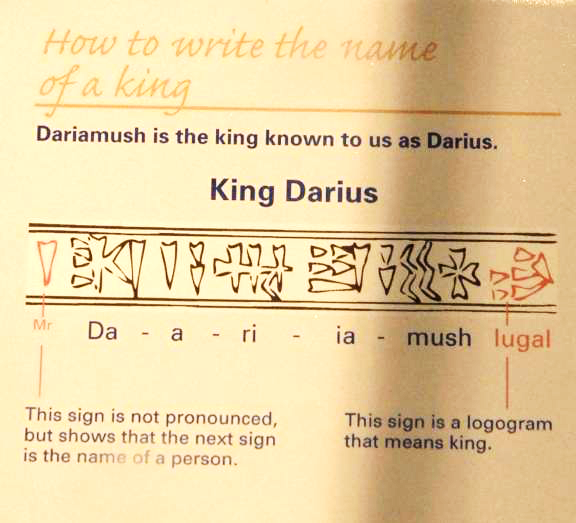 How to write the name
of a king
Dariamush is the king known to us as Darius.
King Darius
Mr Da - a - ri - ia - mush lugal
This sign is not pronounced,
but shows that the next sign
is the name of a person.
This sign is a logogram
that means king.